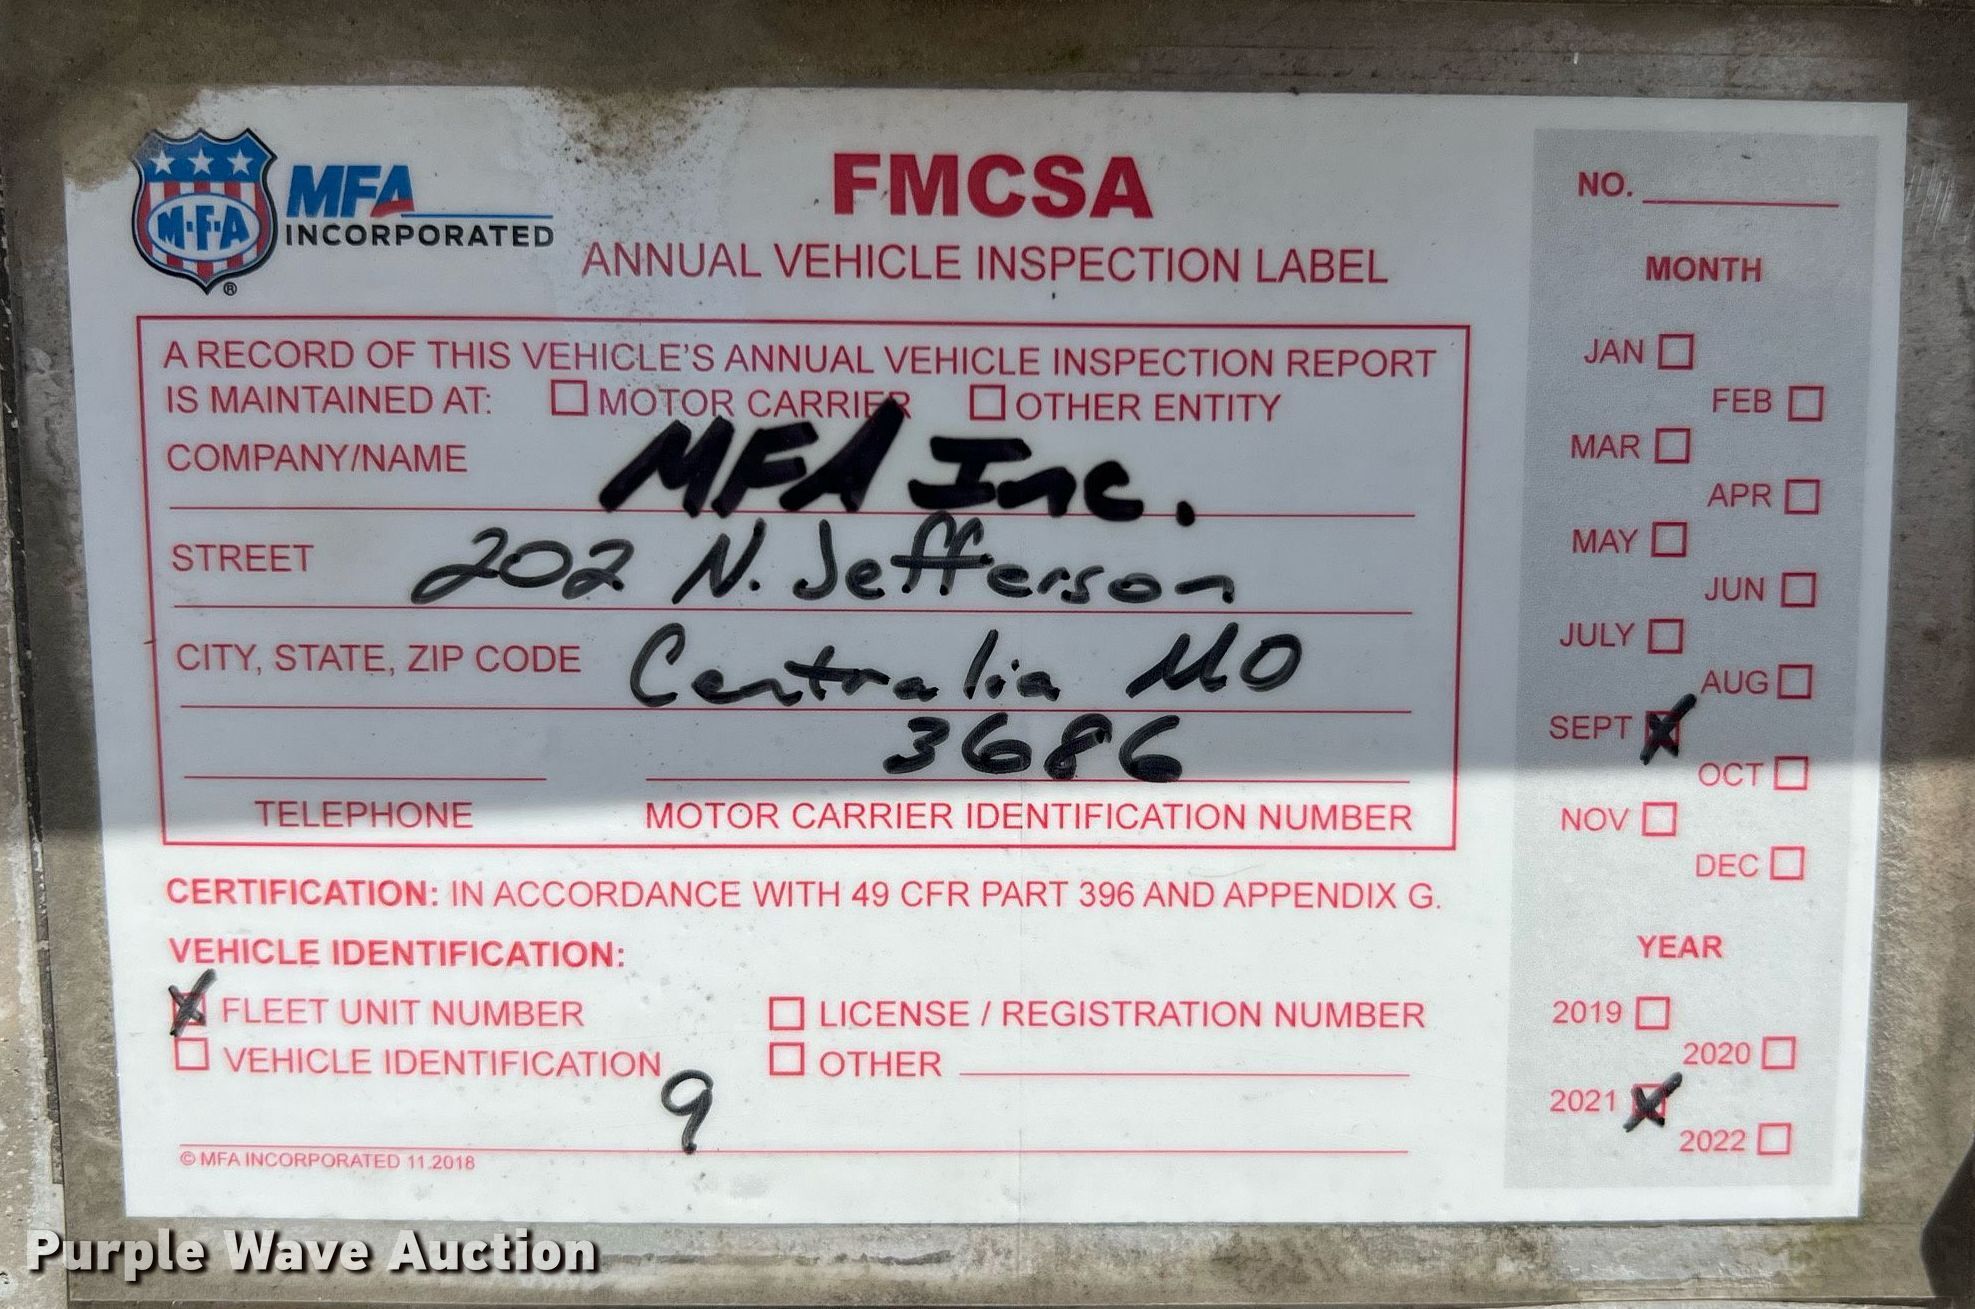 M-F-A
®
MFA
INCORPORATED
FMCSA
ANNUAL VEHICLE INSPECTION LABEL
A RECORD OF THIS VEHICLE'S ANNUAL VEHICLE INSPECTION REPORT
IS MAINTAINED AT: MOTOR CARRIER OTHER ENTITY
COMPANY/NAME MFA Inc.
STREET 202 N. Jefferson
CITY, STATE, ZIP CODE Centralia MO
3686
TELEPHONE MOTOR CARRIER IDENTIFICATION NUMBER
CERTIFICATION: IN ACCORDANCE WITH 49 CFR PART 396 AND APPENDIX G.
VEHICLE IDENTIFICATION:
X FLEET UNIT NUMBER LICENSE / REGISTRATION NUMBER
VEHICLE IDENTIFICATION OTHER
9
© MFA INCORPORATED 11.2018
NO.
MONTH
JAN
FEB
MAR
APR
MAY
JUN
JULY
AUG
SEPT X
OCT
NOV
DEC
YEAR
2019
2020
2021 X
2022
Purple Wave Auction